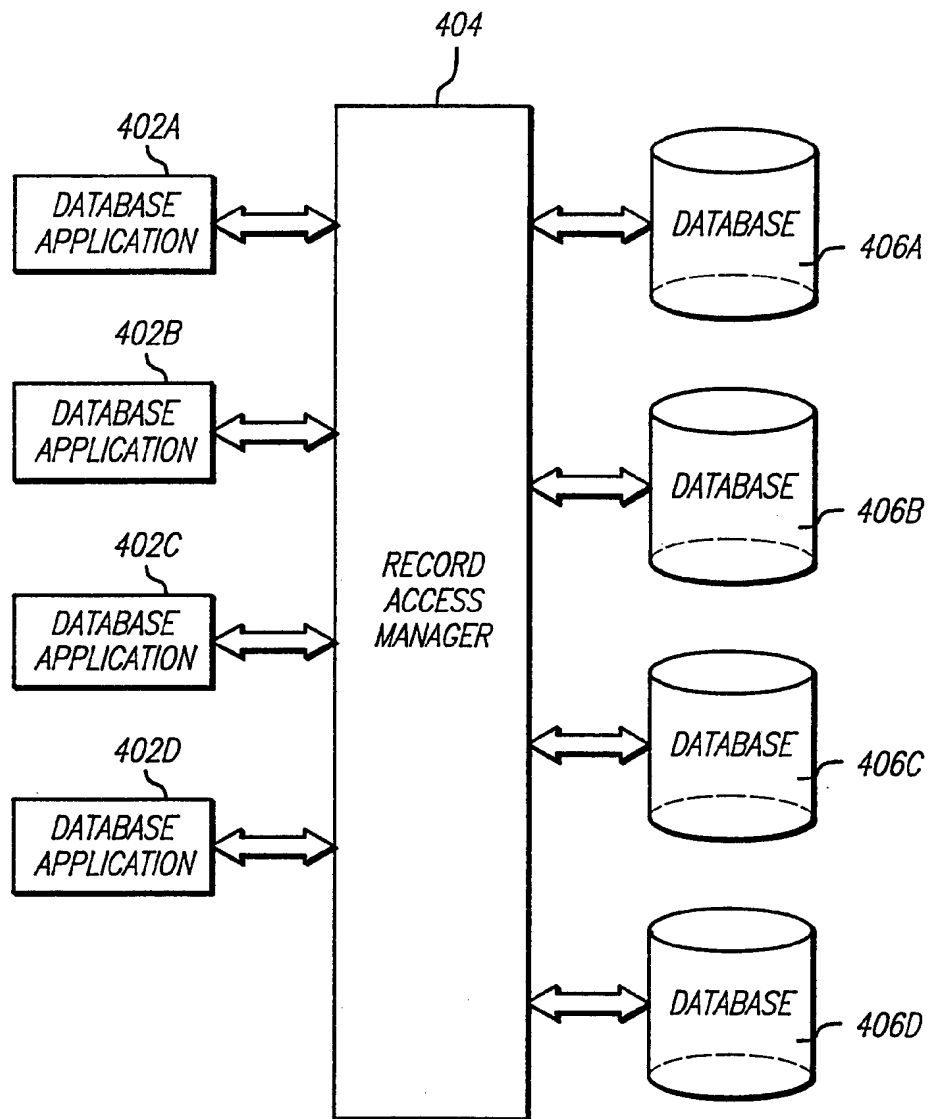 404
402A
DATABASE
APPLICATION
402B
DATABASE
APPLICATION
402C
DATABASE
APPLICATION
402D
DATABASE
APPLICATION
RECORD
ACCESS
MANAGER
DATABASE
406A
DATABASE
406B
DATABASE
406C
DATABASE
406D